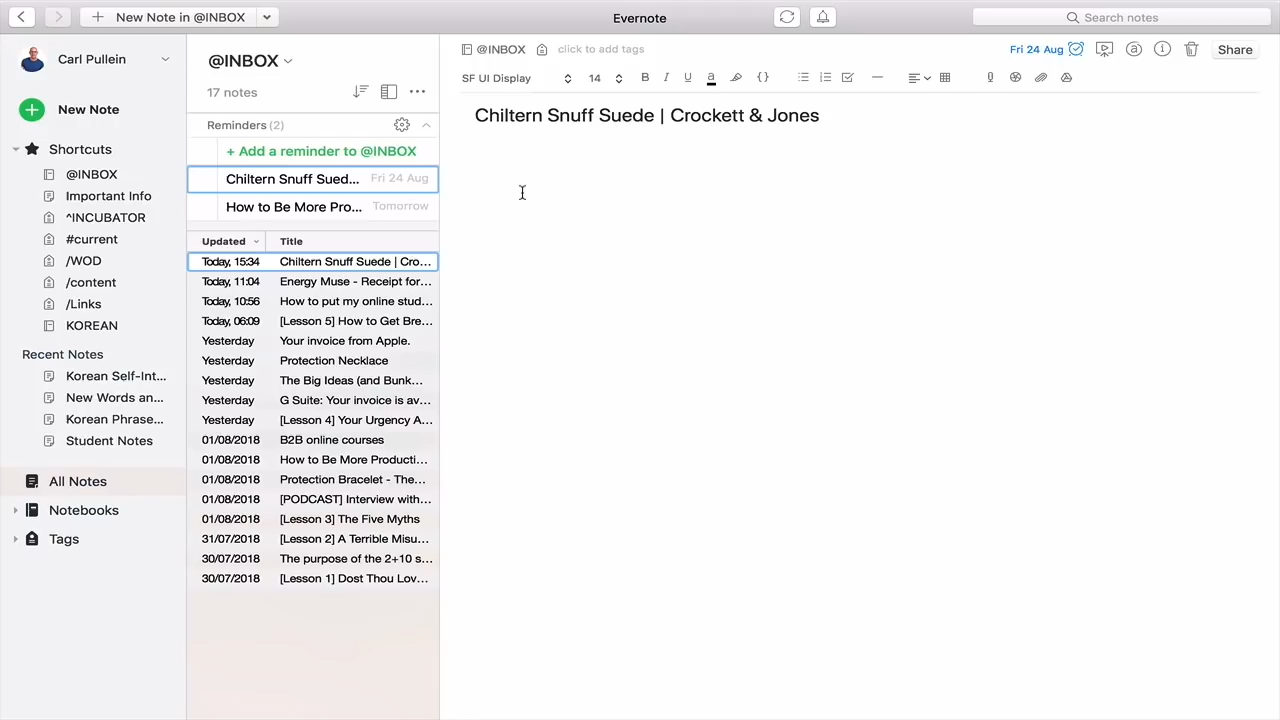 New Note in @INBOX
Evernote
Search notes
Carl Pullein
New Note
Shortcuts
@INBOX
Important Info
^INCUBATOR
#current
/WOD
/content
/Links
KOREAN
Recent Notes
Korean Self-Int...
New Words an...
Korean Phrase...
Student Notes
All Notes
Notebooks
Tags
@INBOX
17 notes
Reminders (2)
+ Add a reminder to @INBOX
Chiltern Snuff Sued... Fri 24 Aug
How to Be More Pro... Tomorrow
Updated Title
Today, 15:34 Chiltern Snuff Suede | Cro...
Today, 11:04 Energy Muse - Receipt for...
Today, 10:56 How to put my online stud...
Today, 06:09 [Lesson 5] How to Get Bre...
Yesterday Your invoice from Apple.
Yesterday Protection Necklace
Yesterday The Big Ideas (and Bunk...
Yesterday G Suite: Your invoice is av...
Yesterday [Lesson 4] Your Urgency A...
01/08/2018 B2B online courses
01/08/2018 How to Be More Producti...
01/08/2018 Protection Bracelet - The...
01/08/2018 [PODCAST] Interview with...
01/08/2018 [Lesson 3] The Five Myths
31/07/2018 [Lesson 2] A Terrible Misu...
30/07/2018 The purpose of the 2+10 s...
30/07/2018 [Lesson 1] Dost Thou Lov...
@INBOX click to add tags Fri 24 Aug Share
SF UI Display 14 B I U a {}
Chiltern Snuff Suede | Crockett & Jones